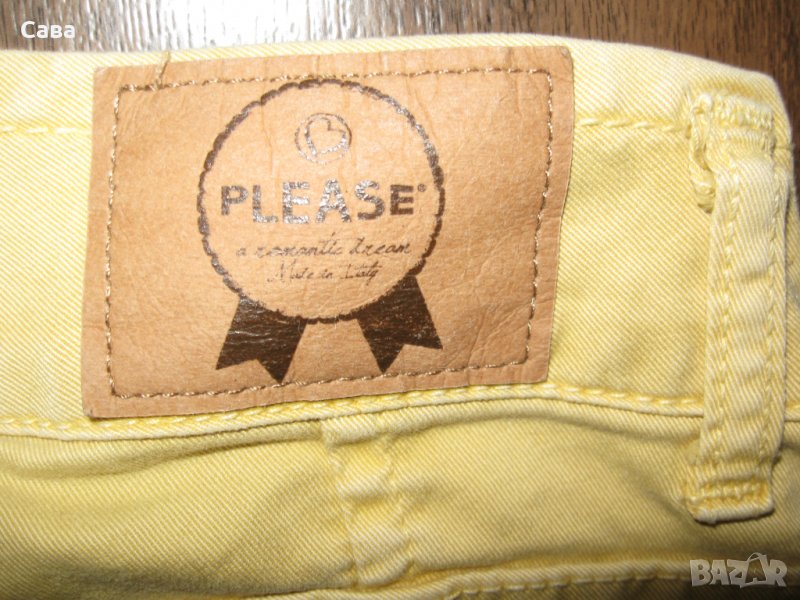 Сава
PLEASE®
a romantic dream
Made in Italy
BAZAR